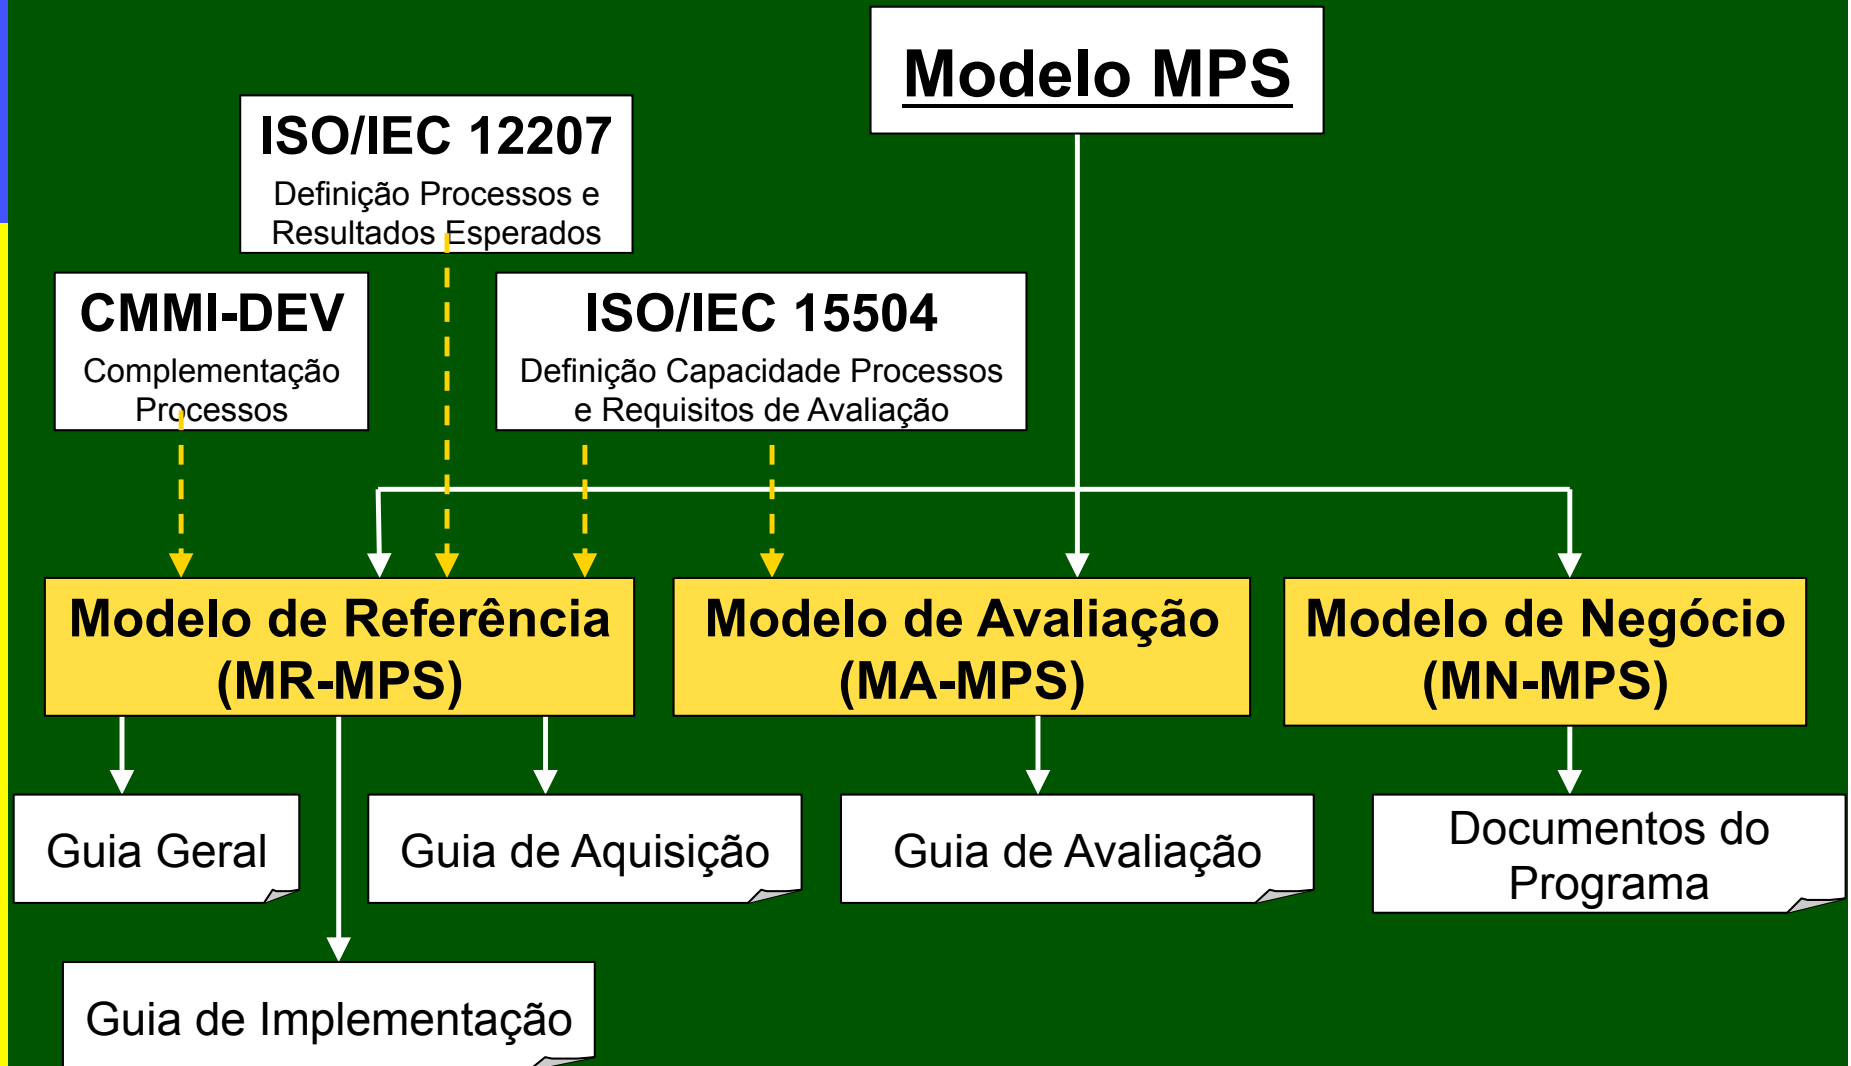 Modelo MPS
ISO/IEC 12207
Definição Processos e
Resultados Esperados
CMMI-DEV
Complementação
Processos
ISO/IEC 15504
Definição Capacidade Processos
e Requisitos de Avaliação
Modelo de Referência
(MR-MPS)
Modelo de Avaliação
(MA-MPS)
Modelo de Negócio
(MN-MPS)
Guia Geral
Guia de Aquisição
Guia de Avaliação
Documentos do
Programa
Guia de Implementação